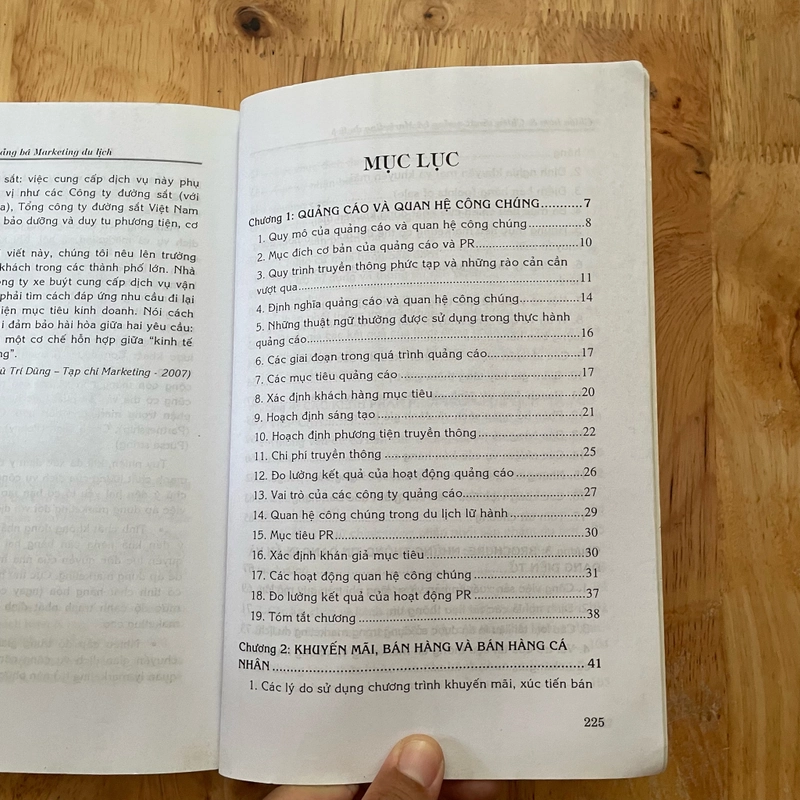 ảng bá Marketing du lịch
sắt: việc cung cấp dịch vụ này phụ
vị như các Công ty đường sắt (với
a), Tổng công ty đường sắt Việt Nam
bảo dưỡng và duy tu phương tiện, cơ
viết này, chúng tôi nêu lên trường
khách trong các thành phố lớn. Nhà
ng ty xe buýt cung cấp dịch vụ vận
phải tìm cách đáp ứng nhu cầu đi lại
iện mục tiêu kinh doanh. Nói cách
i đảm bảo hài hòa giữa hai yêu cầu:
một cơ chế hỗn hợp giữa “kinh tế
ng”.
ũ Trí Dũng – Tạp chí Marketing - 2007)
MỤC LỤC
Chương 1: QUẢNG CÁO VÀ QUAN HỆ CÔNG CHÚNG..........7
1. Quy mô của quảng cáo và quan hệ công chúng..........8
2. Mục đích cơ bản của quảng cáo và PR..........10
3. Quy trình truyền thông phức tạp và những rào cản cần
vượt qua..........11
4. Định nghĩa quảng cáo và quan hệ công chúng..........14
5. Những thuật ngữ thường được sử dụng trong thực hành
quảng cáo..........16
6. Các giai đoạn trong quá trình quảng cáo..........17
7. Các mục tiêu quảng cáo..........17
8. Xác định khách hàng mục tiêu..........20
9. Hoạch định sáng tạo..........21
10. Hoạch định phương tiện truyền thông..........22
11. Chi phí truyền thông..........25
12. Đo lường kết quả của hoạt động quảng cáo..........26
13. Vai trò của các công ty quảng cáo..........27
14. Quan hệ công chúng trong du lịch lữ hành..........29
15. Mục tiêu PR..........30
16. Xác định khán giả mục tiêu..........30
17. Các hoạt động quan hệ công chúng..........31
18. Đo lường kết quả của hoạt động PR..........37
19. Tóm tắt chương..........38
Chương 2: KHUYẾN MÃI, BÁN HÀNG VÀ BÁN HÀNG CÁ
NHÂN..........41
1. Các lý do sử dụng chương trình khuyến mãi, xúc tiến bán
225